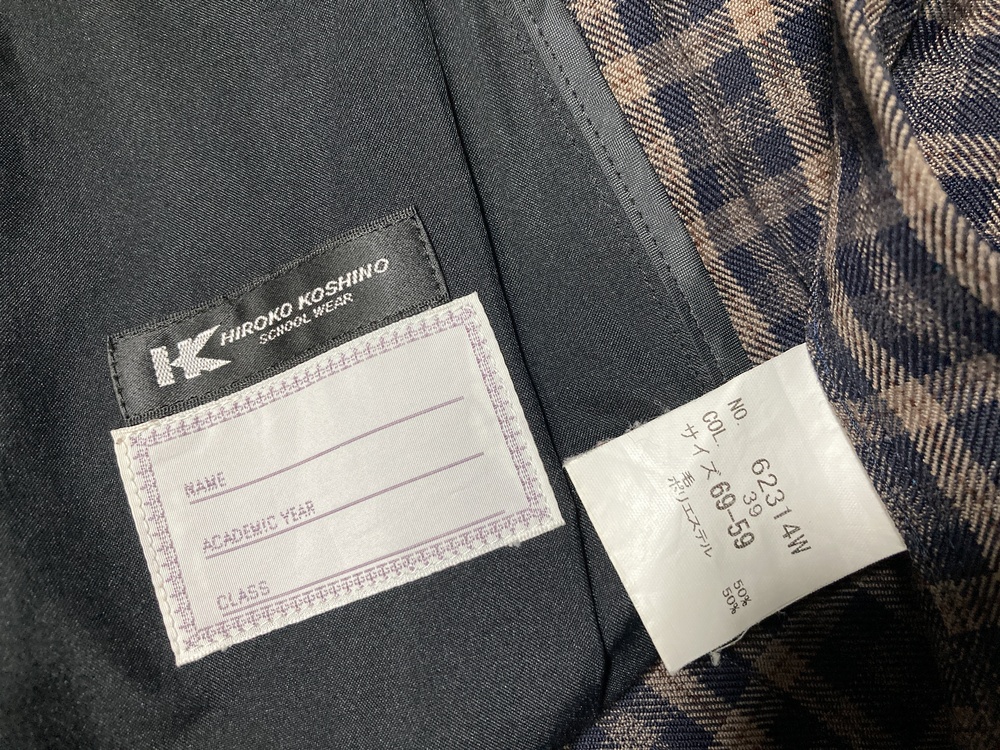 HK HIROKO KOSHINO
SCHOOL WEAR
NAME
ACADEMIC YEAR
CLASS
NO. 62314W
COL. 39
サイズ 69-59
毛 50%
ポリエステル 50%